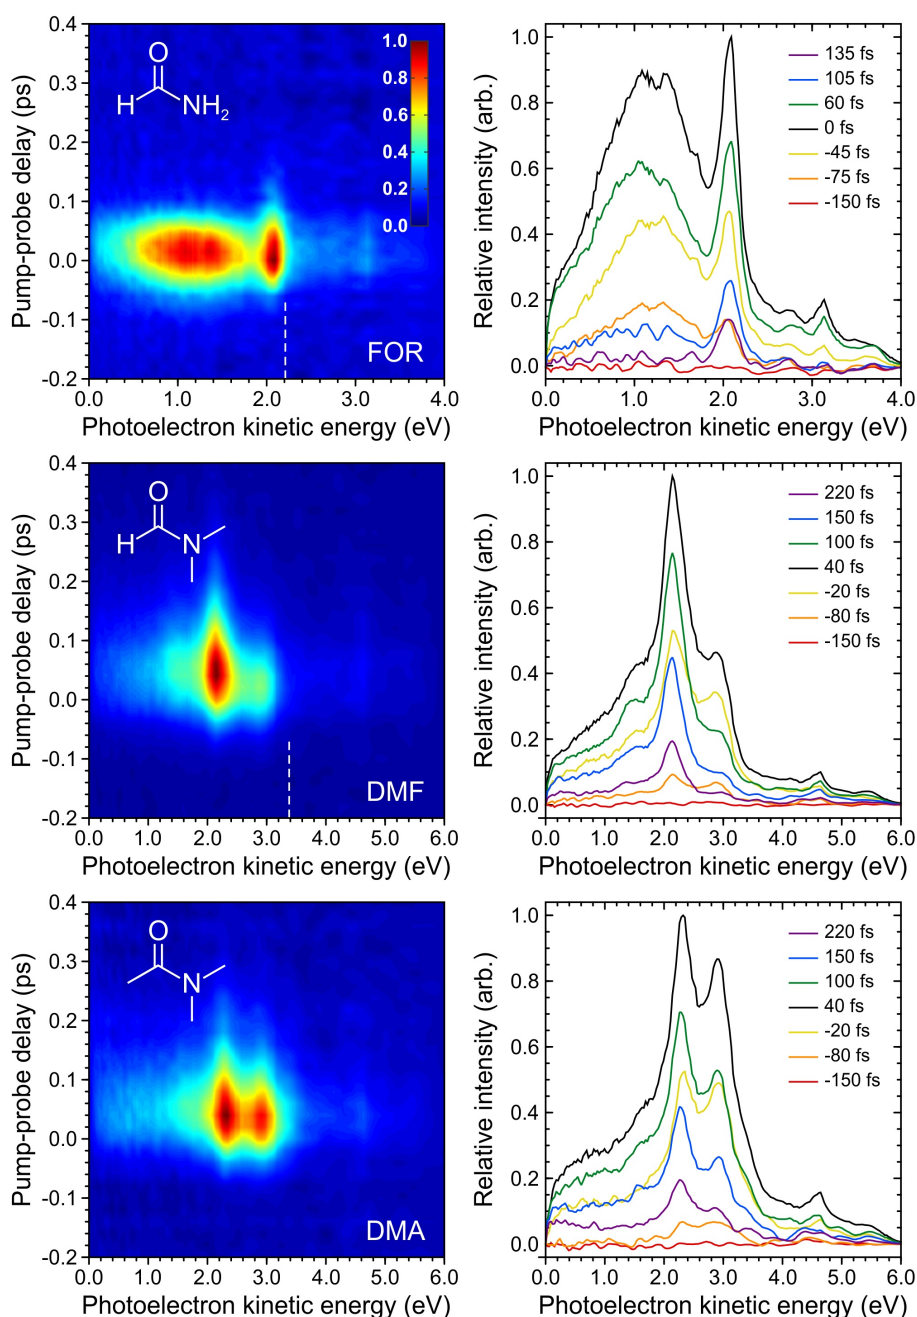 0.4
0.3
0.2
0.1
0.0
-0.1
-0.2
Pump-probe delay (ps)
O
H
NH2
1.0
0.8
0.6
0.4
0.2
0.0
FOR
0.0 1.0 2.0 3.0 4.0
Photoelectron kinetic energy (eV)
1.0
0.8
0.6
0.4
0.2
0.0
Relative intensity (arb.)
135 fs
105 fs
60 fs
0 fs
-45 fs
-75 fs
-150 fs
0.0 1.0 2.0 3.0 4.0
Photoelectron kinetic energy (eV)
0.4
0.3
0.2
0.1
0.0
-0.1
-0.2
Pump-probe delay (ps)
O
H
N
DMF
0.0 1.0 2.0 3.0 4.0 5.0 6.0
Photoelectron kinetic energy (eV)
1.0
0.8
0.6
0.4
0.2
0.0
Relative intensity (arb.)
220 fs
150 fs
100 fs
40 fs
-20 fs
-80 fs
-150 fs
0.0 1.0 2.0 3.0 4.0 5.0 6.0
Photoelectron kinetic energy (eV)
0.4
0.3
0.2
0.1
0.0
-0.1
-0.2
Pump-probe delay (ps)
O
N
DMA
0.0 1.0 2.0 3.0 4.0 5.0 6.0
Photoelectron kinetic energy (eV)
1.0
0.8
0.6
0.4
0.2
0.0
Relative intensity (arb.)
220 fs
150 fs
100 fs
40 fs
-20 fs
-80 fs
-150 fs
0.0 1.0 2.0 3.0 4.0 5.0 6.0
Photoelectron kinetic energy (eV)